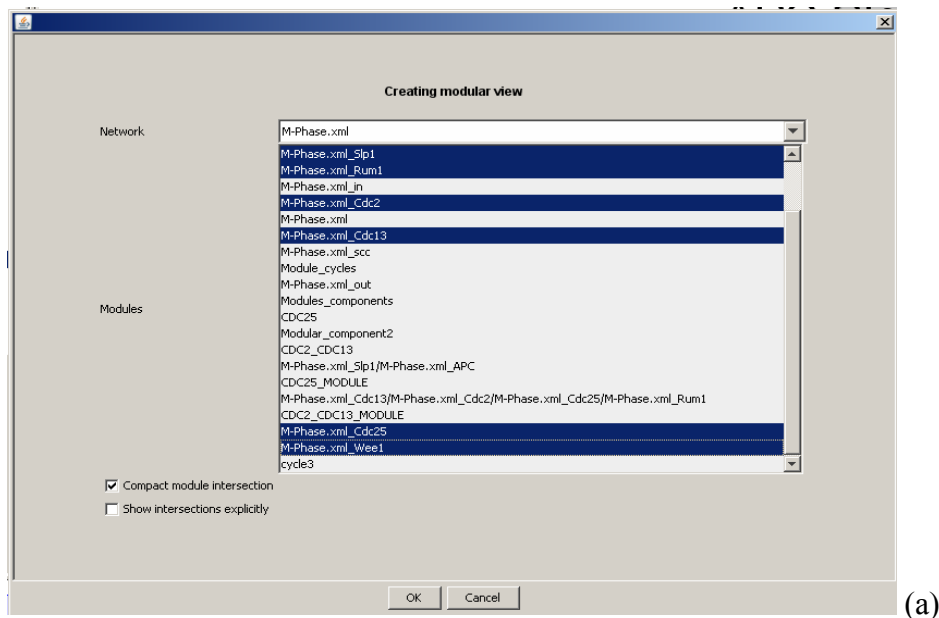 Creating modular view
Network
M-Phase.xml
M-Phase.xml_Slp1
M-Phase.xml_Rum1
M-Phase.xml_in
M-Phase.xml_Cdc2
M-Phase.xml
M-Phase.xml_Cdc13
M-Phase.xml_scc
Module_cycles
M-Phase.xml_out
Modules
Modules_components
CDC25
Modular_component2
CDC2_CDC13
M-Phase.xml_Slp1/M-Phase.xml_APC
CDC25_MODULE
M-Phase.xml_Cdc13/M-Phase.xml_Cdc2/M-Phase.xml_Cdc25/M-Phase.xml_Rum1
CDC2_CDC13_MODULE
M-Phase.xml_Cdc25
M-Phase.xml_Wee1
cycle3
Compact module intersection
Show intersections explicitly
OK Cancel
(a)